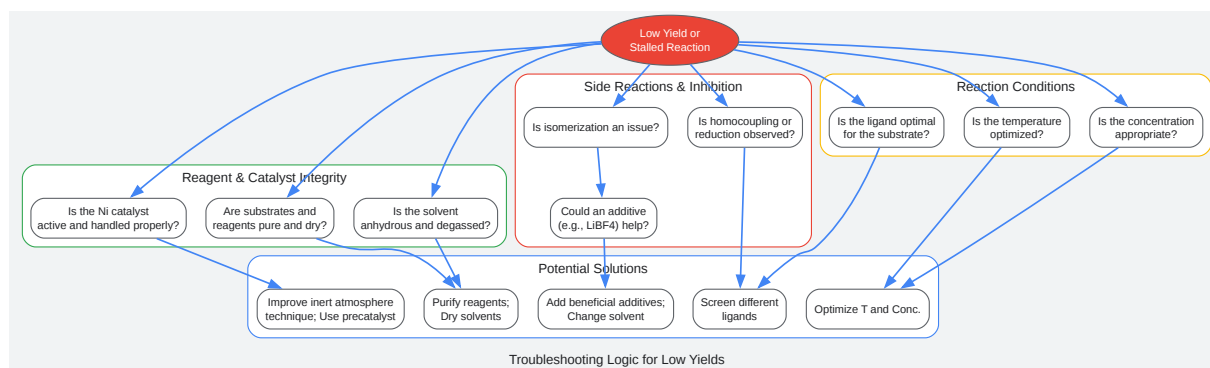 Low Yield or
Stalled Reaction
Side Reactions & Inhibition
Reaction Conditions
Is isomerization an issue?
Is homocoupling or
reduction observed?
Is the ligand optimal
for the substrate?
Is the temperature
optimized?
Is the concentration
appropriate?
Reagent & Catalyst Integrity
Is the Ni catalyst
active and handled properly?
Are substrates and
reagents pure and dry?
Is the solvent
anhydrous and degassed?
Could an additive
(e.g., LiBF4) help?
Potential Solutions
Improve inert atmosphere
technique; Use precatalyst
Purify reagents;
Dry solvents
Add beneficial additives;
Change solvent
Screen different
ligands
Optimize T and Conc.
Troubleshooting Logic for Low Yields